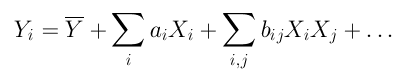 Y_i = \overline{Y} + \sum_i a_i X_i + \sum_{i,j} b_{ij} X_i X_j + \ldots